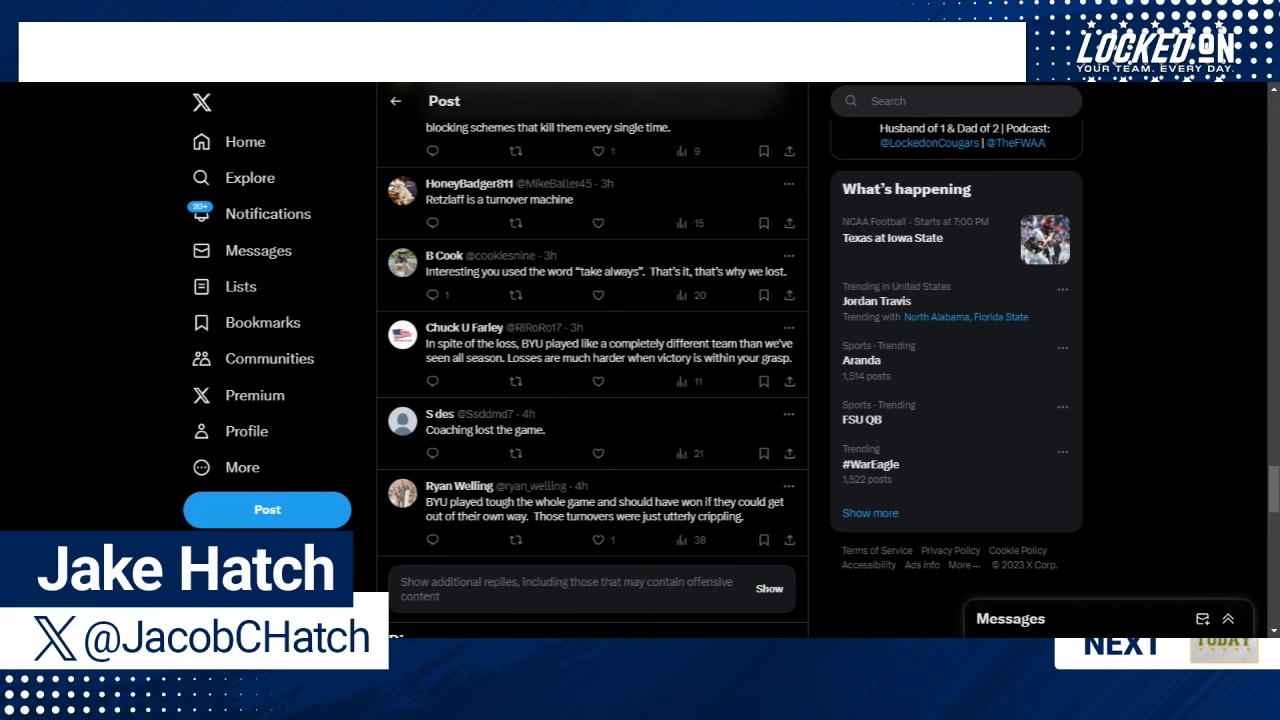 LOCKED ON
YOUR TEAM. EVERY DAY.
Home
Explore
20+
Notifications
Messages
Lists
Bookmarks
Communities
Premium
Profile
More
Post
Post
blocking schemes that kill them every single time.
1
9
HoneyBadger811 @MikeBaller45 · 3h
Retzlaff is a turnover machine
15
B Cook @cookiesnine · 3h
Interesting you used the word “take always”. That’s it, that’s why we lost.
1
20
Chuck U Farley @RiRoRo17 · 3h
In spite of the loss, BYU played like a completely different team than we’ve
seen all season. Losses are much harder when victory is within your grasp.
11
S des @Ssddmd7 · 4h
Coaching lost the game.
21
Ryan Welling @ryan_welling · 4h
BYU played tough the whole game and should have won if they could get
out of their own way. Those turnovers were just utterly crippling.
1
38
Show additional replies, including those that may contain offensive
content
Show
Search
Husband of 1 & Dad of 2 | Podcast:
@LockedonCougars | @TheFWAA
What’s happening
NCAA Football · Starts at 7:00 PM
Texas at Iowa State
Trending in United States
Jordan Travis
Trending with North Alabama, Florida State
Sports · Trending
Aranda
1,514 posts
Sports · Trending
FSU QB
Trending
#WarEagle
1,522 posts
Show more
Terms of Service Privacy Policy Cookie Policy
Accessibility Ads info More ··· © 2023 X Corp.
Messages
Jake Hatch
X @JacobCHatch
NEXT
TODAY